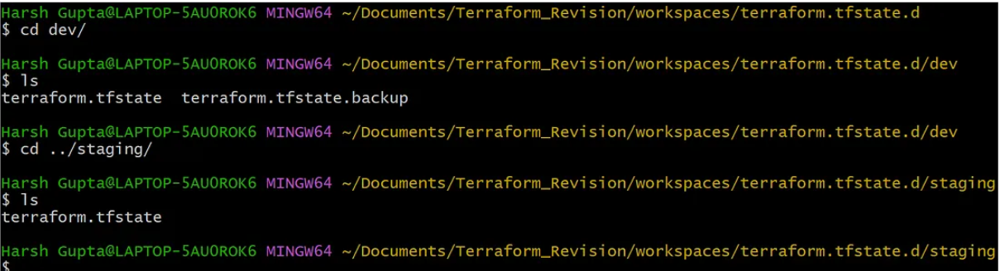 Harsh Gupta@LAPTOP-5AU0ROK6 MINGW64 ~/Documents/Terraform_Revision/workspaces/terraform.tfstate.d
$ cd dev/
Harsh Gupta@LAPTOP-5AU0ROK6 MINGW64 ~/Documents/Terraform_Revision/workspaces/terraform.tfstate.d/dev
$ ls
terraform.tfstate  terraform.tfstate.backup
Harsh Gupta@LAPTOP-5AU0ROK6 MINGW64 ~/Documents/Terraform_Revision/workspaces/terraform.tfstate.d/dev
$ cd ../staging/
Harsh Gupta@LAPTOP-5AU0ROK6 MINGW64 ~/Documents/Terraform_Revision/workspaces/terraform.tfstate.d/staging
$ ls
terraform.tfstate
Harsh Gupta@LAPTOP-5AU0ROK6 MINGW64 ~/Documents/Terraform_Revision/workspaces/terraform.tfstate.d/staging
$